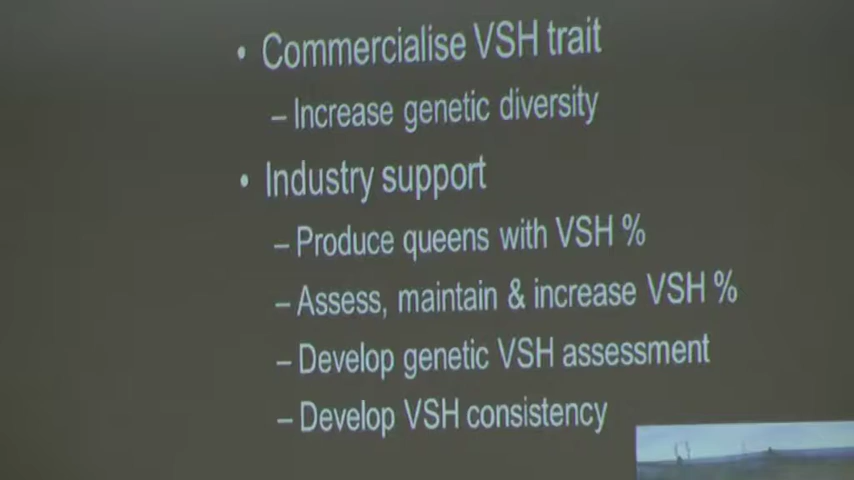 • Commercialise VSH trait
– Increase genetic diversity
• Industry support
– Produce queens with VSH %
– Assess, maintain & increase VSH %
– Develop genetic VSH assessment
– Develop VSH consistency